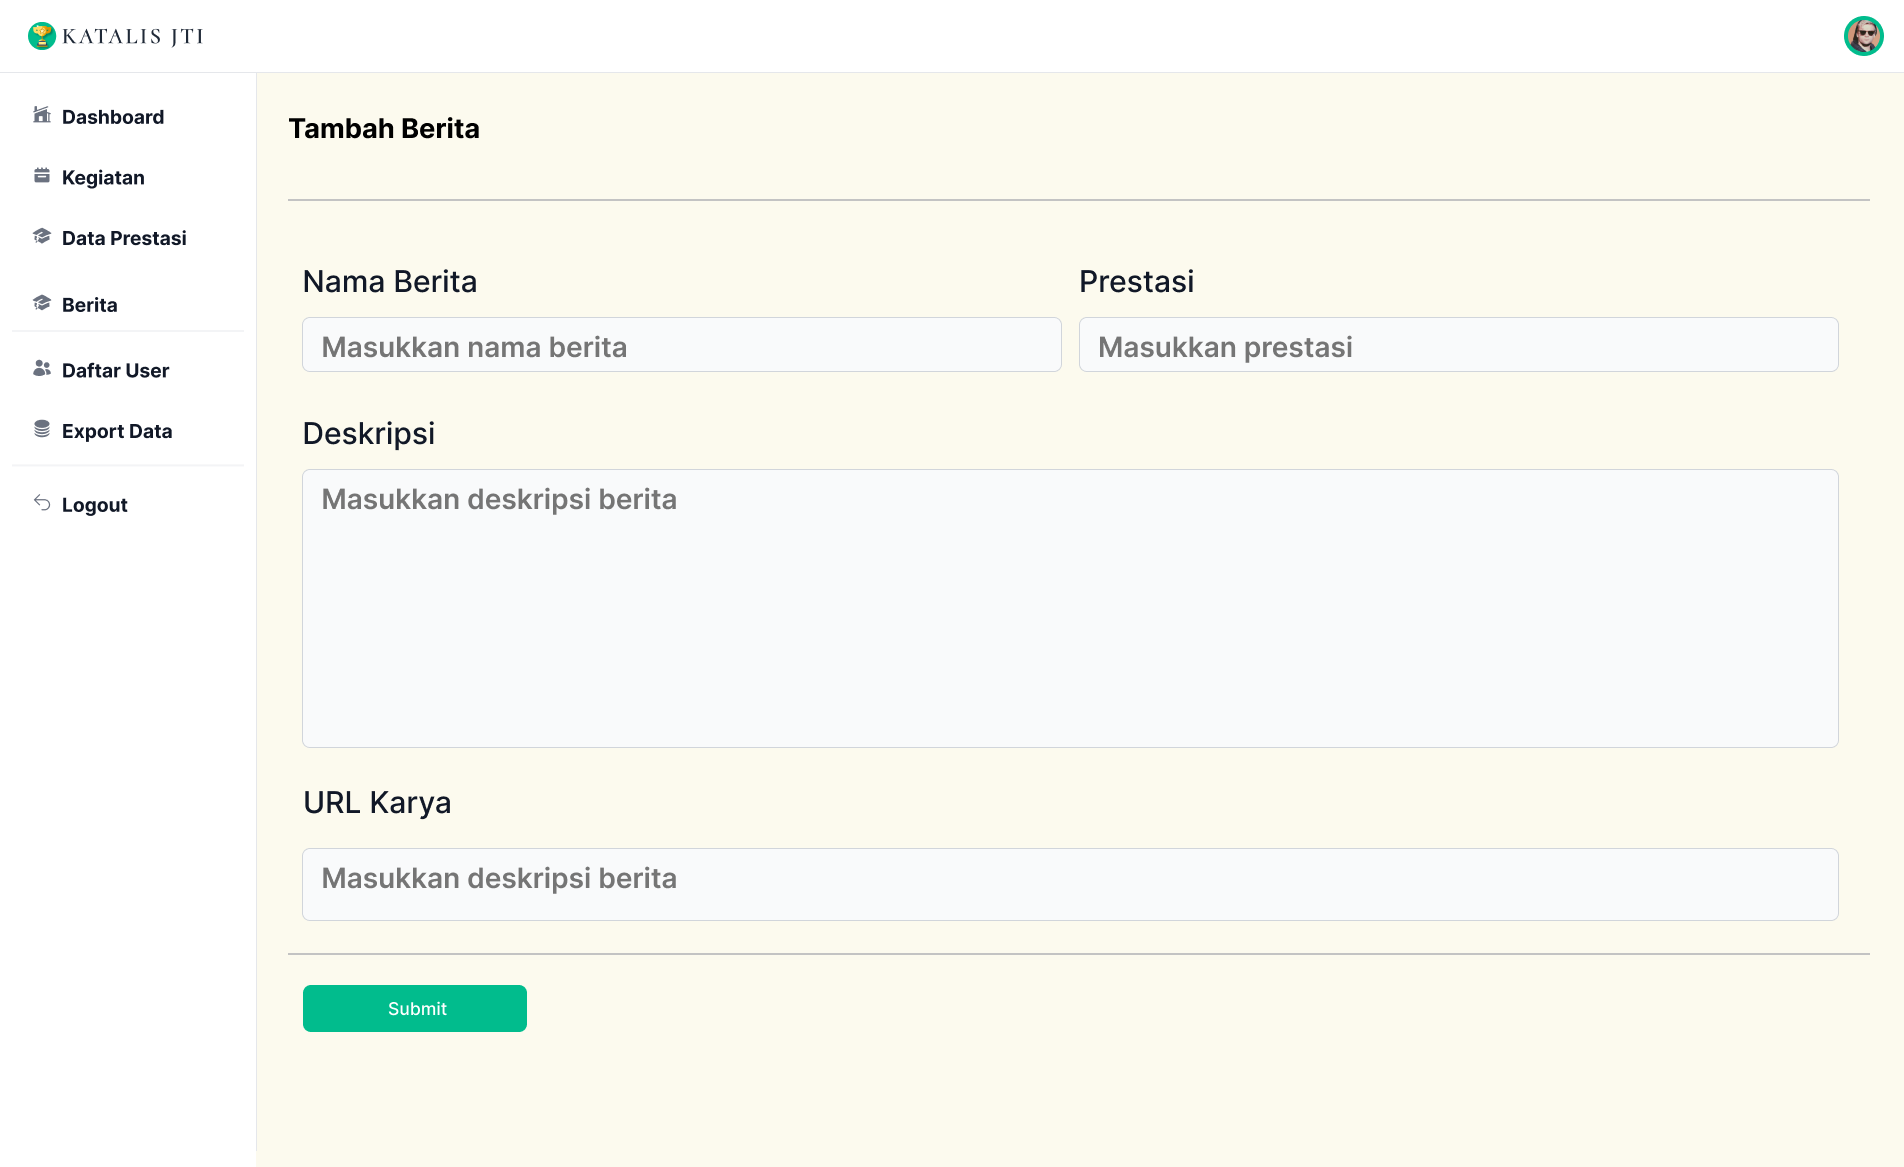 KATALIS JTI
Dashboard
Kegiatan
Data Prestasi
Berita
Daftar User
Export Data
Logout
Tambah Berita
Nama Berita
Masukkan nama berita
Prestasi
Masukkan prestasi
Deskripsi
Masukkan deskripsi berita
URL Karya
Masukkan deskripsi berita
Submit